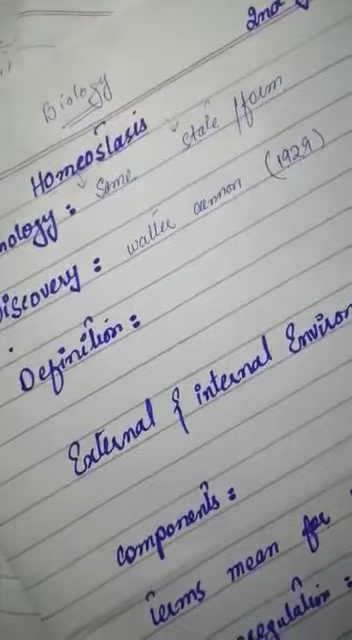 2nd
Biology
Homeostasis
nology: Same state / form
Discovery: walter cannon (1929)
Definition:
External & internal Environ
components:
Terms mean for
regulation: